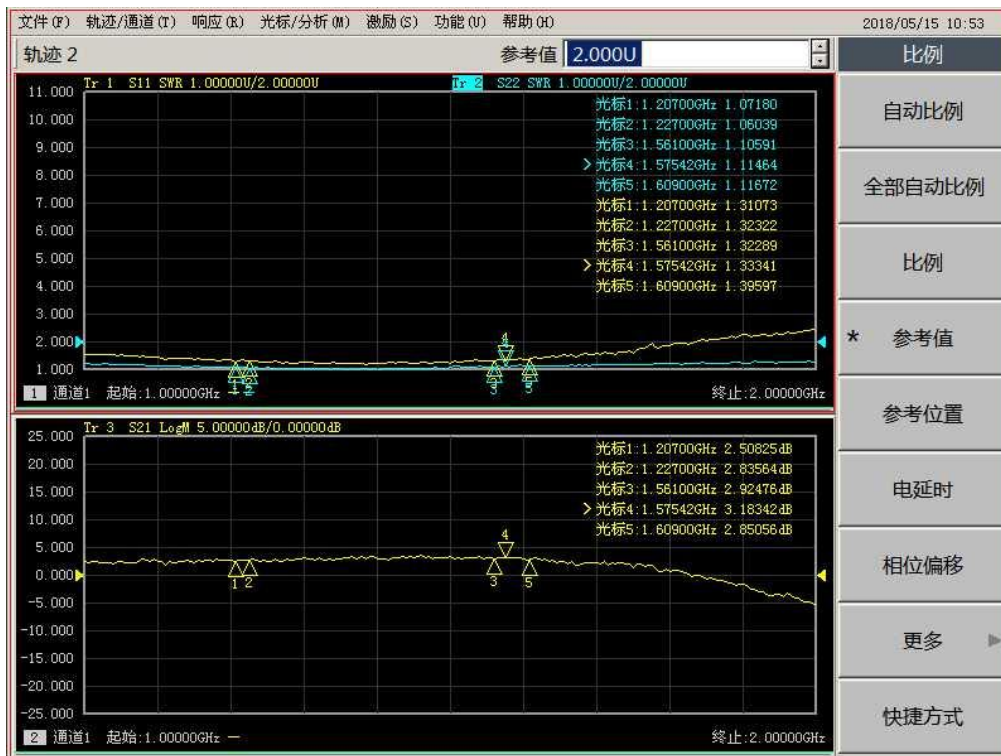 文件(F) 轨迹/通道(T) 响应(R) 光标/分析(M) 激励(S) 功能(U) 帮助(H) 2018/05/15 10:53
轨迹 2 参考值 2.000U 比例
Tr 1 S11 SWR 1.00000U/2.00000U Tr 2 S22 SWR 1.00000U/2.00000U
11.000
10.000
9.000
8.000
7.000
6.000
5.000
4.000
3.000
2.000
1.000
光标1:1.20700GHz 1.07180
光标2:1.22700GHz 1.06039
光标3:1.56100GHz 1.10591
>光标4:1.57542GHz 1.11464
光标5:1.60900GHz 1.11672
光标1:1.20700GHz 1.31073
光标2:1.22700GHz 1.32322
光标3:1.56100GHz 1.32289
>光标4:1.57542GHz 1.33341
光标5:1.60900GHz 1.39597
4
1 2 3 5
1 通道1 起始:1.00000GHz 终止:2.00000GHz
Tr 3 S21 LogM 5.00000dB/0.00000dB
25.000
20.000
15.000
10.000
5.000
0.000
-5.000
-10.000
-15.000
-20.000
-25.000
光标1:1.20700GHz 2.50825dB
光标2:1.22700GHz 2.83564dB
光标3:1.56100GHz 2.92476dB
>光标4:1.57542GHz 3.18342dB
光标5:1.60900GHz 2.85056dB
4
1 2 3 5
2 通道1 起始:1.00000GHz 终止:2.00000GHz
自动比例
全部自动比例
比例
* 参考值
参考位置
电延时
相位偏移
更多
快捷方式